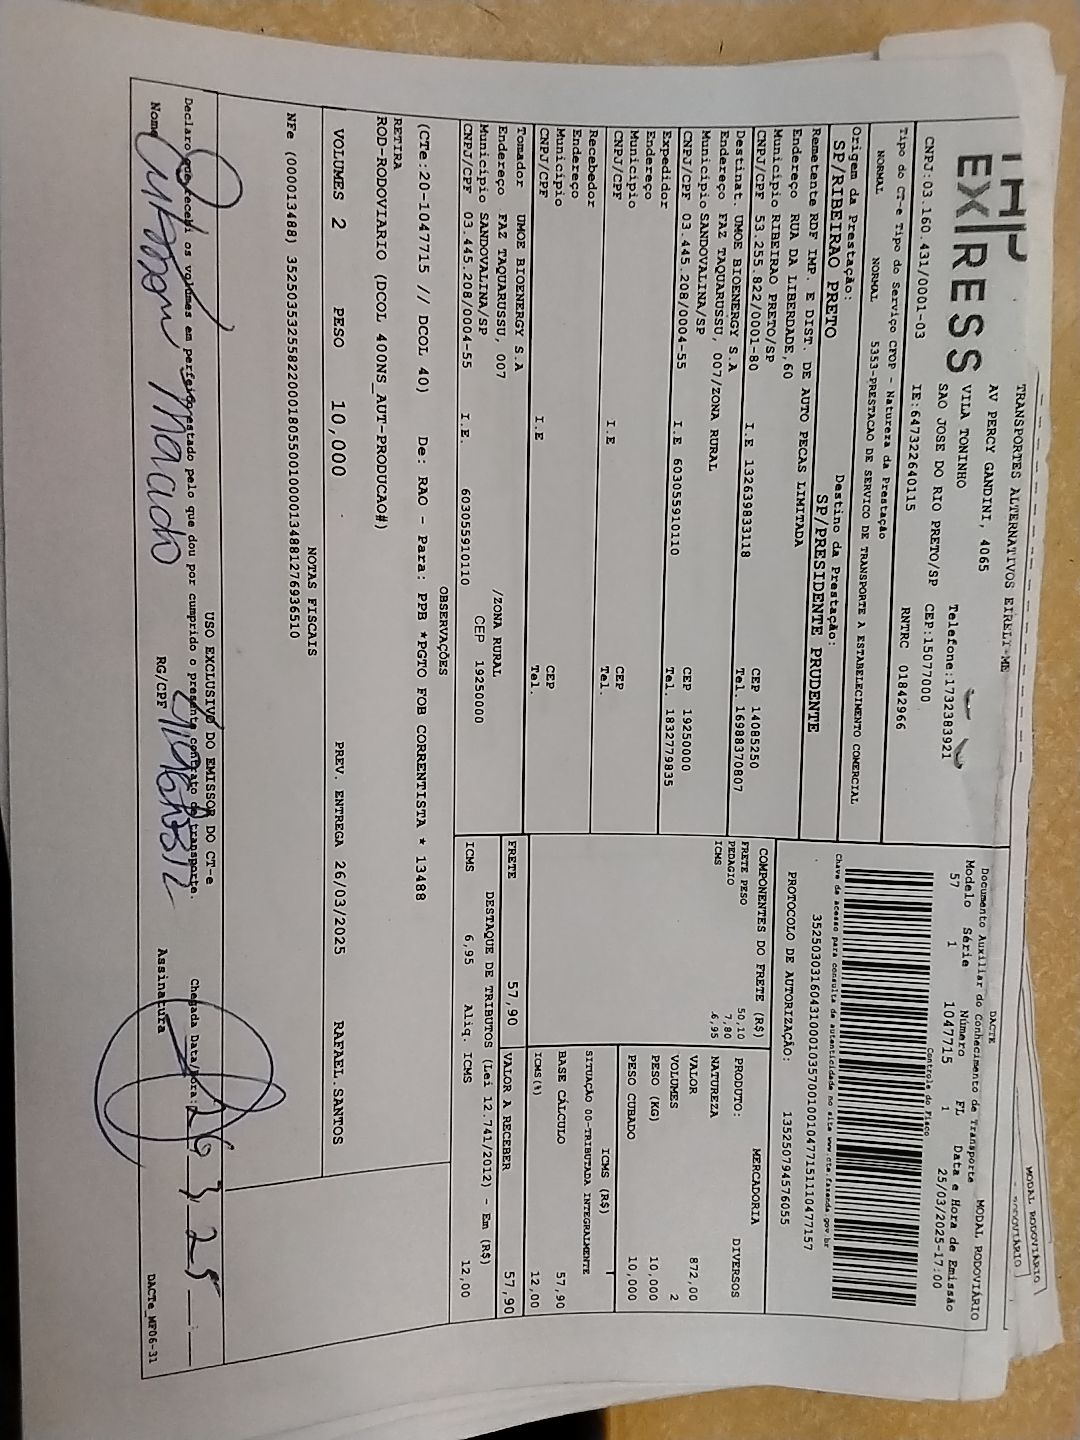 TRANSPORTES ALTERNATIVOS EIRELI-ME
EXPRESS
AV PERCY GANDINI, 4065
VILA TONINHO
Telefone:1732383921
SAO JOSE DO RIO PRETO/SP
CEP:15077000
CNPJ:03.160.431/0001-03
IE:647322640115
RNTRC 01842966
Tipo do CT-e Tipo do Serviço CFOP - Natureza da Prestação
NORMAL NORMAL 5353-PRESTACAO DE SERVICO DE TRANSPORTE A ESTABELECIMENTO COMERCIAL
Origem da Prestação: Destino da Prestação:
SP/RIBEIRAO PRETO SP/PRESIDENTE PRUDENTE
Remetente RDF IMP. E DIST. DE AUTO PECAS LIMITADA
Endereço RUA DA LIBERDADE,60
Município RIBEIRAO PRETO/SP CEP 14085250
CNPJ/CPF 53.255.822/0001-80 I.E 132639833118 Tel. 16988370807
Destinat. UMOE BIOENERGY S.A
Endereço FAZ TAQUARUSSU, 007/ZONA RURAL
Município SANDOVALINA/SP CEP 19250000
CNPJ/CPF 03.445.208/0004-55 I.E 603055910110 Tel. 1832779835
Expedidor
Endereço
Município CEP
CNPJ/CPF I.E Tel.
Recebedor
Endereço
Município CEP
CNPJ/CPF I.E Tel.
Tomador UMOE BIOENERGY S.A
Endereço FAZ TAQUARUSSU, 007 /ZONA RURAL
Município SANDOVALINA/SP CEP 19250000
CNPJ/CPF 03.445.208/0004-55 I.E. 603055910110
DACTE MODAL RODOVIÁRIO
Documento Auxiliar do Conhecimento de Transporte
Modelo Série Número FL Data e Hora de Emissão
57 1 1047715 1 25/03/2025-17:00
Controle do Fisco
Chave de acesso para consulta de autenticidade no site www.cte.fazenda.gov.br
35250303160431000103570010010477151110477157
PROTOCOLO DE AUTORIZAÇÃO: 135250794576055
COMPONENTES DO FRETE (R$)
FRETE PESO 50,10
PEDAGIO 7,80
ICMS 6,95
PRODUTO: MERCADORIA
NATUREZA DIVERSOS
VALOR 872,00
VOLUMES 2
PESO (KG) 10,000
PESO CUBADO 10,000
ICMS (R$)
SITUAÇÃO 00-TRIBUTADA INTEGRALMENTE
BASE CÁLCULO 57,90
ICMS(%) 12,00
FRETE 57,90 VALOR A RECEBER 57,90
DESTAQUE DE TRIBUTOS (Lei 12.741/2012) - Em (R$)
ICMS 6,95 Aliq. ICMS 12,00
OBSERVAÇÕES
(CTe:20-1047715 // DCOL 40) De: RAO - Para: PPB *PGTO FOB CORRENTISTA * 13488
RETIRA
ROD-RODOVIARIO (DCOL 400NS_AUT-PRODUCAO#)
VOLUMES 2 PESO 10,000 PREV. ENTREGA 26/03/2025 RAFAEL.SANTOS
NOTAS FISCAIS
NFe (000013488) 35250353255822000180550010000134881276936510
USO EXCLUSIVO DO EMISSOR DO CT-e
Declaro que recebi os volumes em perfeito estado pelo que dou por cumprido o presente contrato de transporte. Chegada Data/Hora: 26 3 25
Nome RG/CPF Assinatura
DACTe_MF06-31
MODAL RODOVIÁRIO